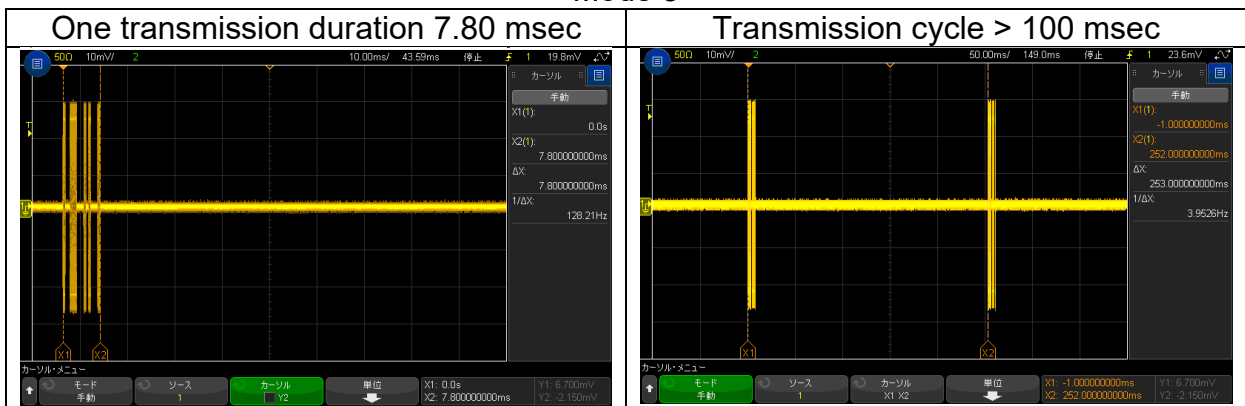 One transmission duration 7.80 msec
Transmission cycle > 100 msec
50Ω 10mV/ 2 10.00ms/ 43.59ms 停止 1 19.8mV
カーソル
手動
X1(1):
0.0s
X2(1):
7.800000000ms
ΔX:
7.800000000ms
1/ΔX:
128.21Hz
T
X1 X2
カーソル・メニュー
モード
手動
ソース
1
カーソル
Y2
単位
X1: 0.0s
X2: 7.800000000ms
Y1: 6.700mV
Y2: -2.150mV
50Ω 10mV/ 2 50.00ms/ 149.0ms 停止 1 23.6mV
カーソル
手動
X1(1):
-1.000000000ms
X2(1):
252.000000000ms
ΔX:
253.000000000ms
1/ΔX:
3.9526Hz
T
X1 X2
カーソル・メニュー
モード
手動
ソース
1
カーソル
X1 X2
単位
X1: -1.000000000ms
X2: 252.000000000ms
Y1: 6.700mV
Y2: -2.150mV